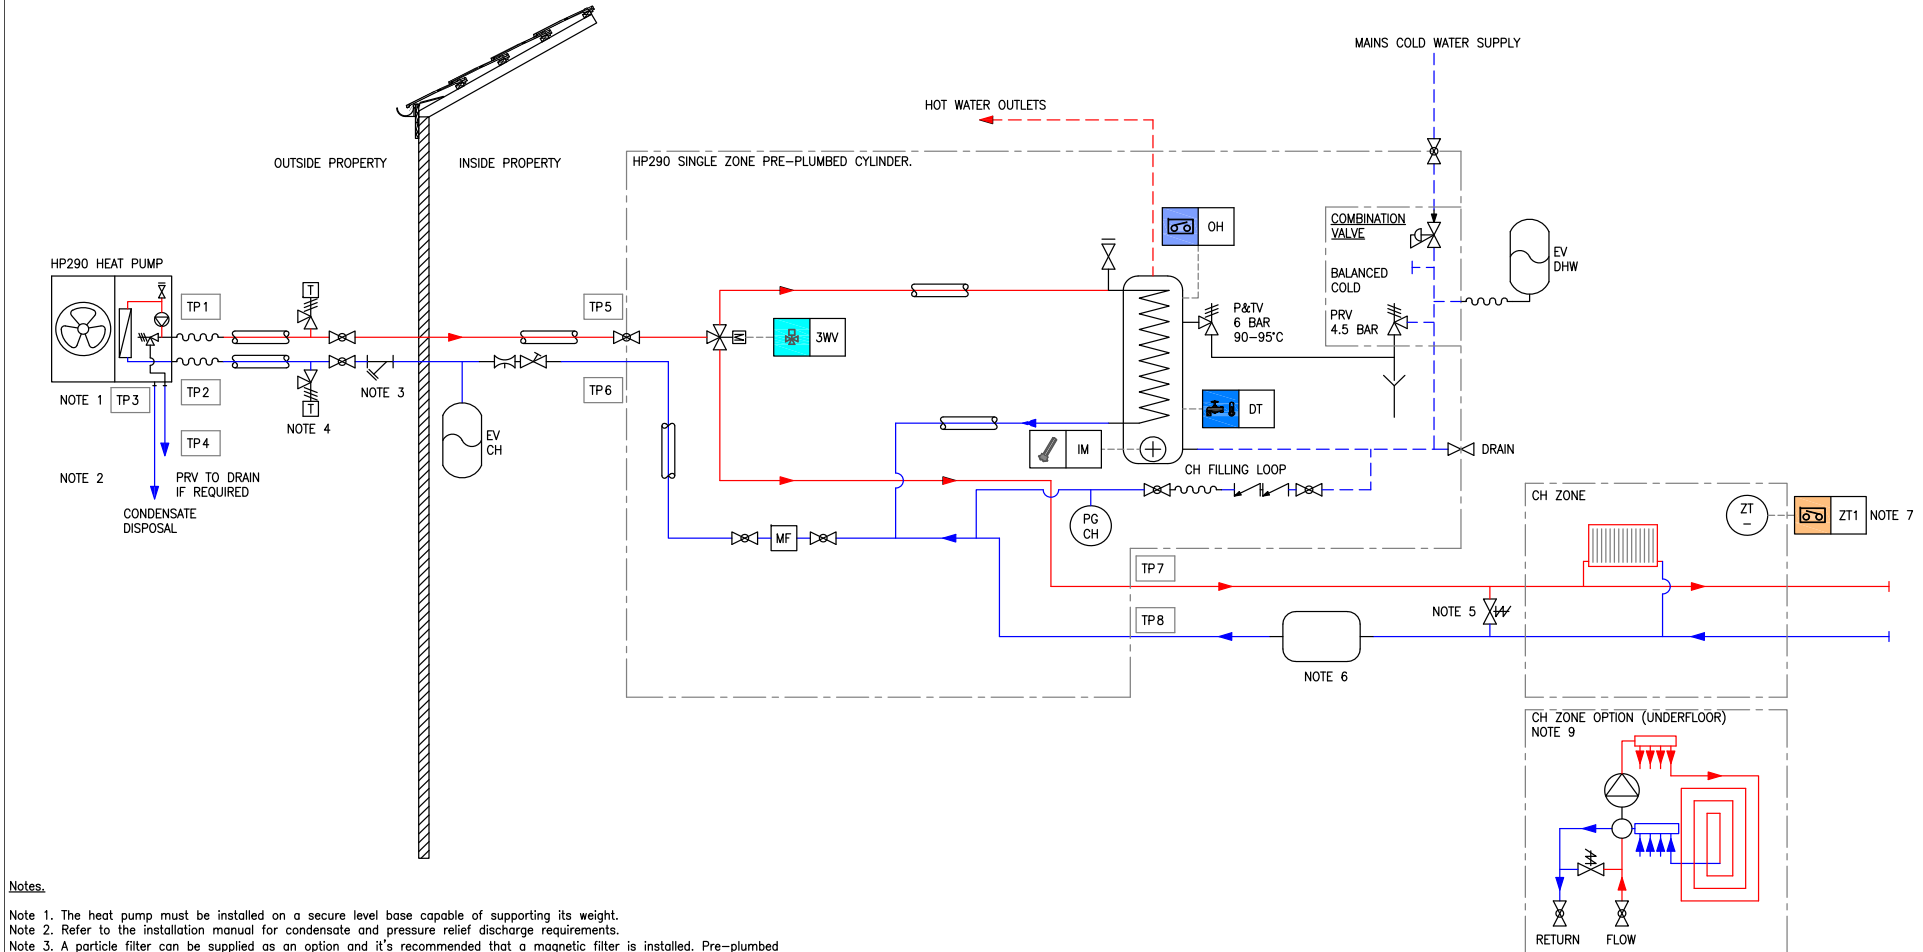 MAINS COLD WATER SUPPLY
HOT WATER OUTLETS
OUTSIDE PROPERTY
INSIDE PROPERTY
HP290 SINGLE ZONE PRE-PLUMBED CYLINDER.
OH
COMBINATION
VALVE
BALANCED
COLD
PRV
4.5 BAR
EV
DHW
HP290 HEAT PUMP
TP1
T
TP5
M
3WV
P&TV
6 BAR
90-95°C
TP2
TP3
NOTE 1
NOTE 3
TP6
T
NOTE 4
DT
TP4
EV
CH
IM
DRAIN
NOTE 2
PRV TO DRAIN
IF REQUIRED
CH FILLING LOOP
CONDENSATE
DISPOSAL
PG
CH
MF
CH ZONE
ZT
-
ZT1
NOTE 7
TP7
TP8
NOTE 5
NOTE 6
CH ZONE OPTION (UNDERFLOOR)
NOTE 9
RETURN
FLOW
Notes.
Note 1. The heat pump must be installed on a secure level base capable of supporting its weight.
Note 2. Refer to the installation manual for condensate and pressure relief discharge requirements.
Note 3. A particle filter can be supplied as an option and it's recommended that a magnetic filter is installed. Pre-plumbed